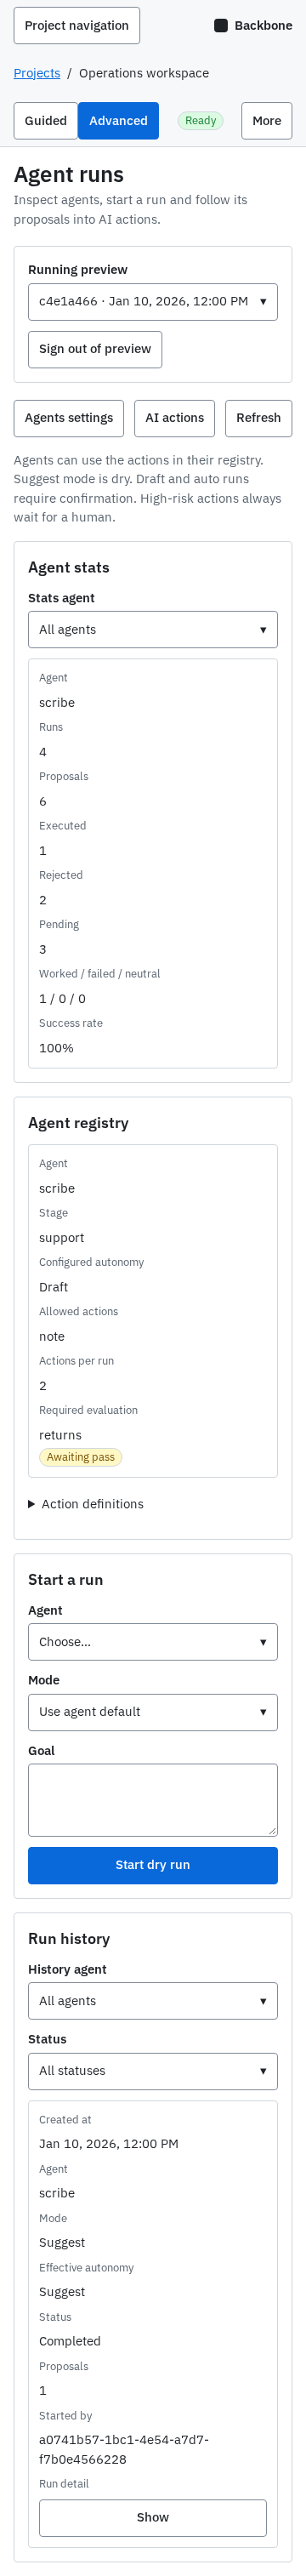 Project navigation
Backbone
Projects / Operations workspace
Guided
Advanced
Ready
More
Agent runs
Inspect agents, start a run and follow its
proposals into AI actions.
Running preview
c4e1a466 · Jan 10, 2026, 12:00 PM
Sign out of preview
Agents settings
AI actions
Refresh
Agents can use the actions in their registry.
Suggest mode is dry. Draft and auto runs
require confirmation. High-risk actions always
wait for a human.
Agent stats
Stats agent
All agents
Agent
scribe
Runs
4
Proposals
6
Executed
1
Rejected
2
Pending
3
Worked / failed / neutral
1 / 0 / 0
Success rate
100%
Agent registry
Agent
scribe
Stage
support
Configured autonomy
Draft
Allowed actions
note
Actions per run
2
Required evaluation
returns
Awaiting pass
Action definitions
Start a run
Agent
Choose...
Mode
Use agent default
Goal
Start dry run
Run history
History agent
All agents
Status
All statuses
Created at
Jan 10, 2026, 12:00 PM
Agent
scribe
Mode
Suggest
Effective autonomy
Suggest
Status
Completed
Proposals
1
Started by
a0741b57-1bc1-4e54-a7d7-
f7b0e4566228
Run detail
Show